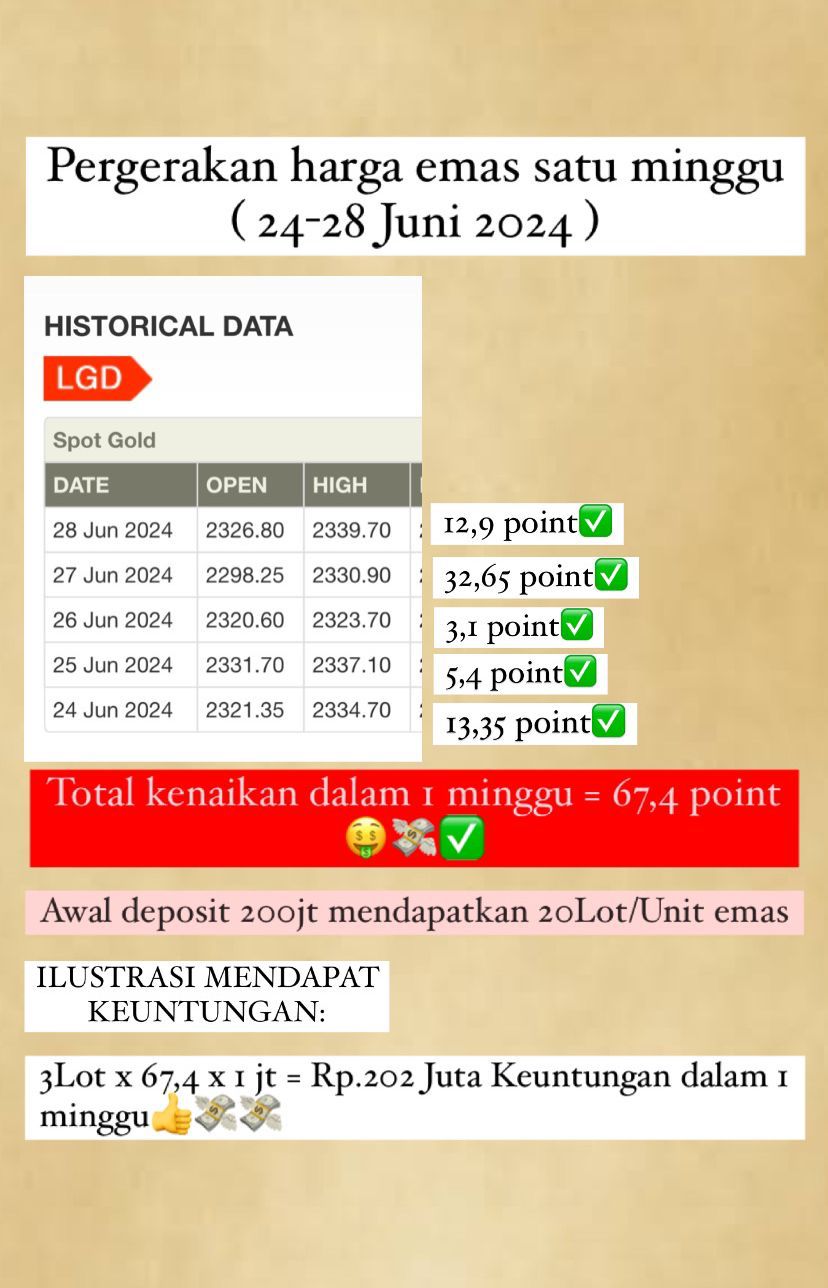 Pergerakan harga emas satu minggu
( 24-28 Juni 2024 )
HISTORICAL DATA
LGD
Spot Gold
DATE OPEN HIGH
28 Jun 2024 2326.80 2339.70 12,9 point✅
27 Jun 2024 2298.25 2330.90 32,65 point✅
26 Jun 2024 2320.60 2323.70 3,1 point✅
25 Jun 2024 2331.70 2337.10 5,4 point✅
24 Jun 2024 2321.35 2334.70 13,35 point✅
Total kenaikan dalam 1 minggu = 67,4 point
🤑💸✅
Awal deposit 200jt mendapatkan 20Lot/Unit emas
ILUSTRASI MENDAPAT
KEUNTUNGAN:
3Lot x 67,4 x 1 jt = Rp.202 Juta Keuntungan dalam 1
minggu👍💸💸